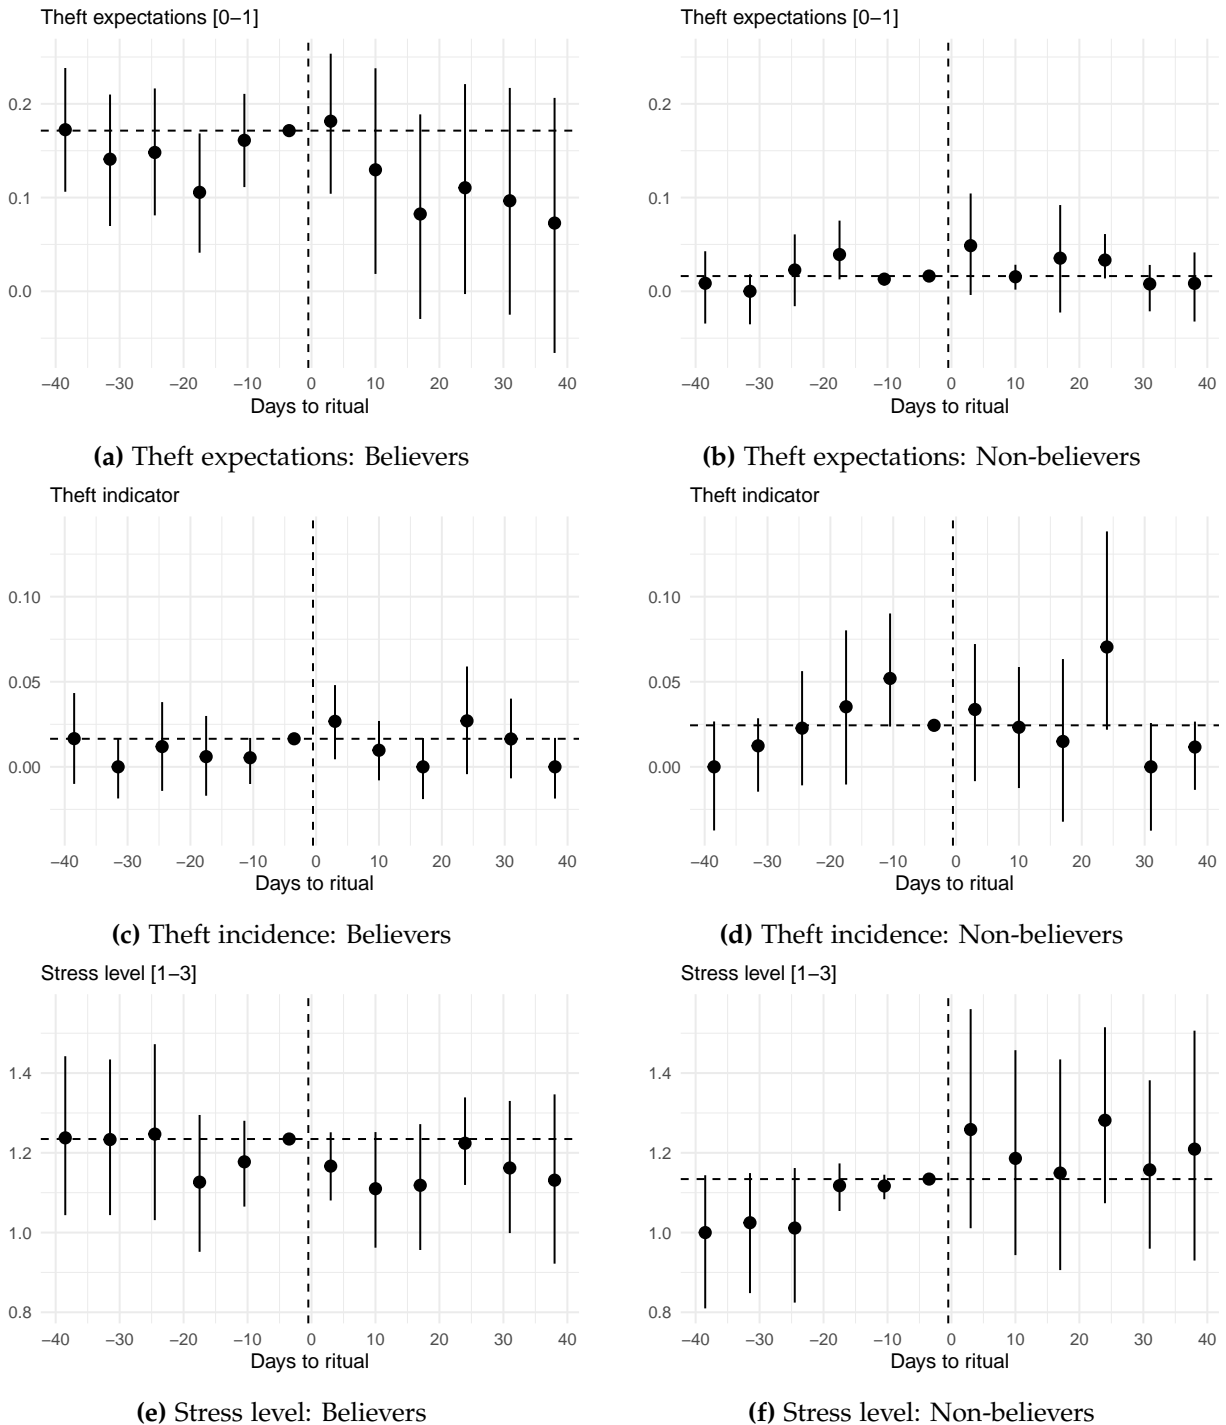 Theft expectations [0−1]
0.2
0.1
0.0
−40 −30 −20 −10 0 10 20 30 40
Days to ritual
(a) Theft expectations: Believers
Theft expectations [0−1]
0.2
0.1
0.0
−40 −30 −20 −10 0 10 20 30 40
Days to ritual
(b) Theft expectations: Non-believers
Theft indicator
0.10
0.05
0.00
−40 −30 −20 −10 0 10 20 30 40
Days to ritual
(c) Theft incidence: Believers
Theft indicator
0.10
0.05
0.00
−40 −30 −20 −10 0 10 20 30 40
Days to ritual
(d) Theft incidence: Non-believers
Stress level [1−3]
1.4
1.2
1.0
0.8
−40 −30 −20 −10 0 10 20 30 40
Days to ritual
(e) Stress level: Believers
Stress level [1−3]
1.4
1.2
1.0
0.8
−40 −30 −20 −10 0 10 20 30 40
Days to ritual
(f) Stress level: Non-believers